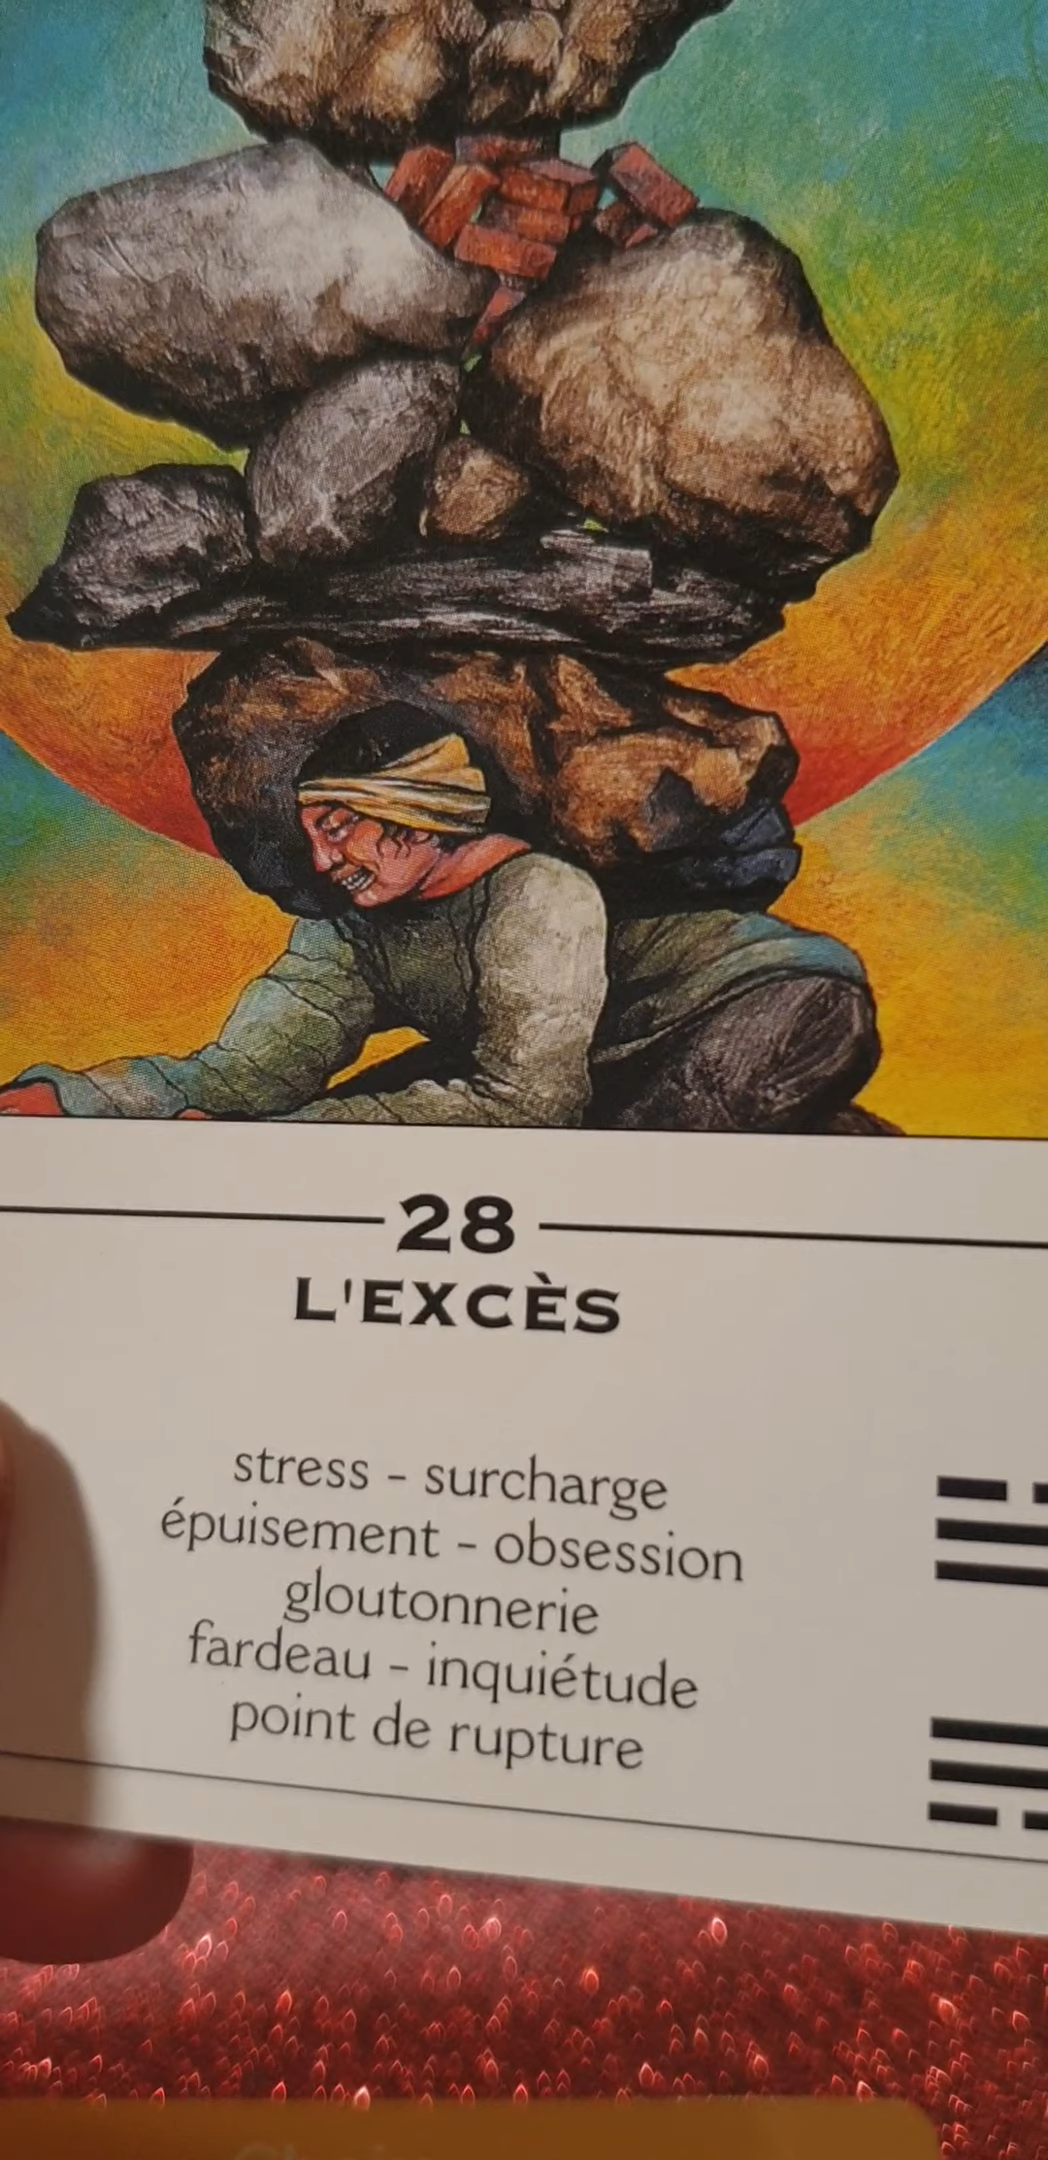 28
L'EXCÈS
stress - surcharge
épuisement - obsession
gloutonnerie
fardeau - inquiétude
point de rupture